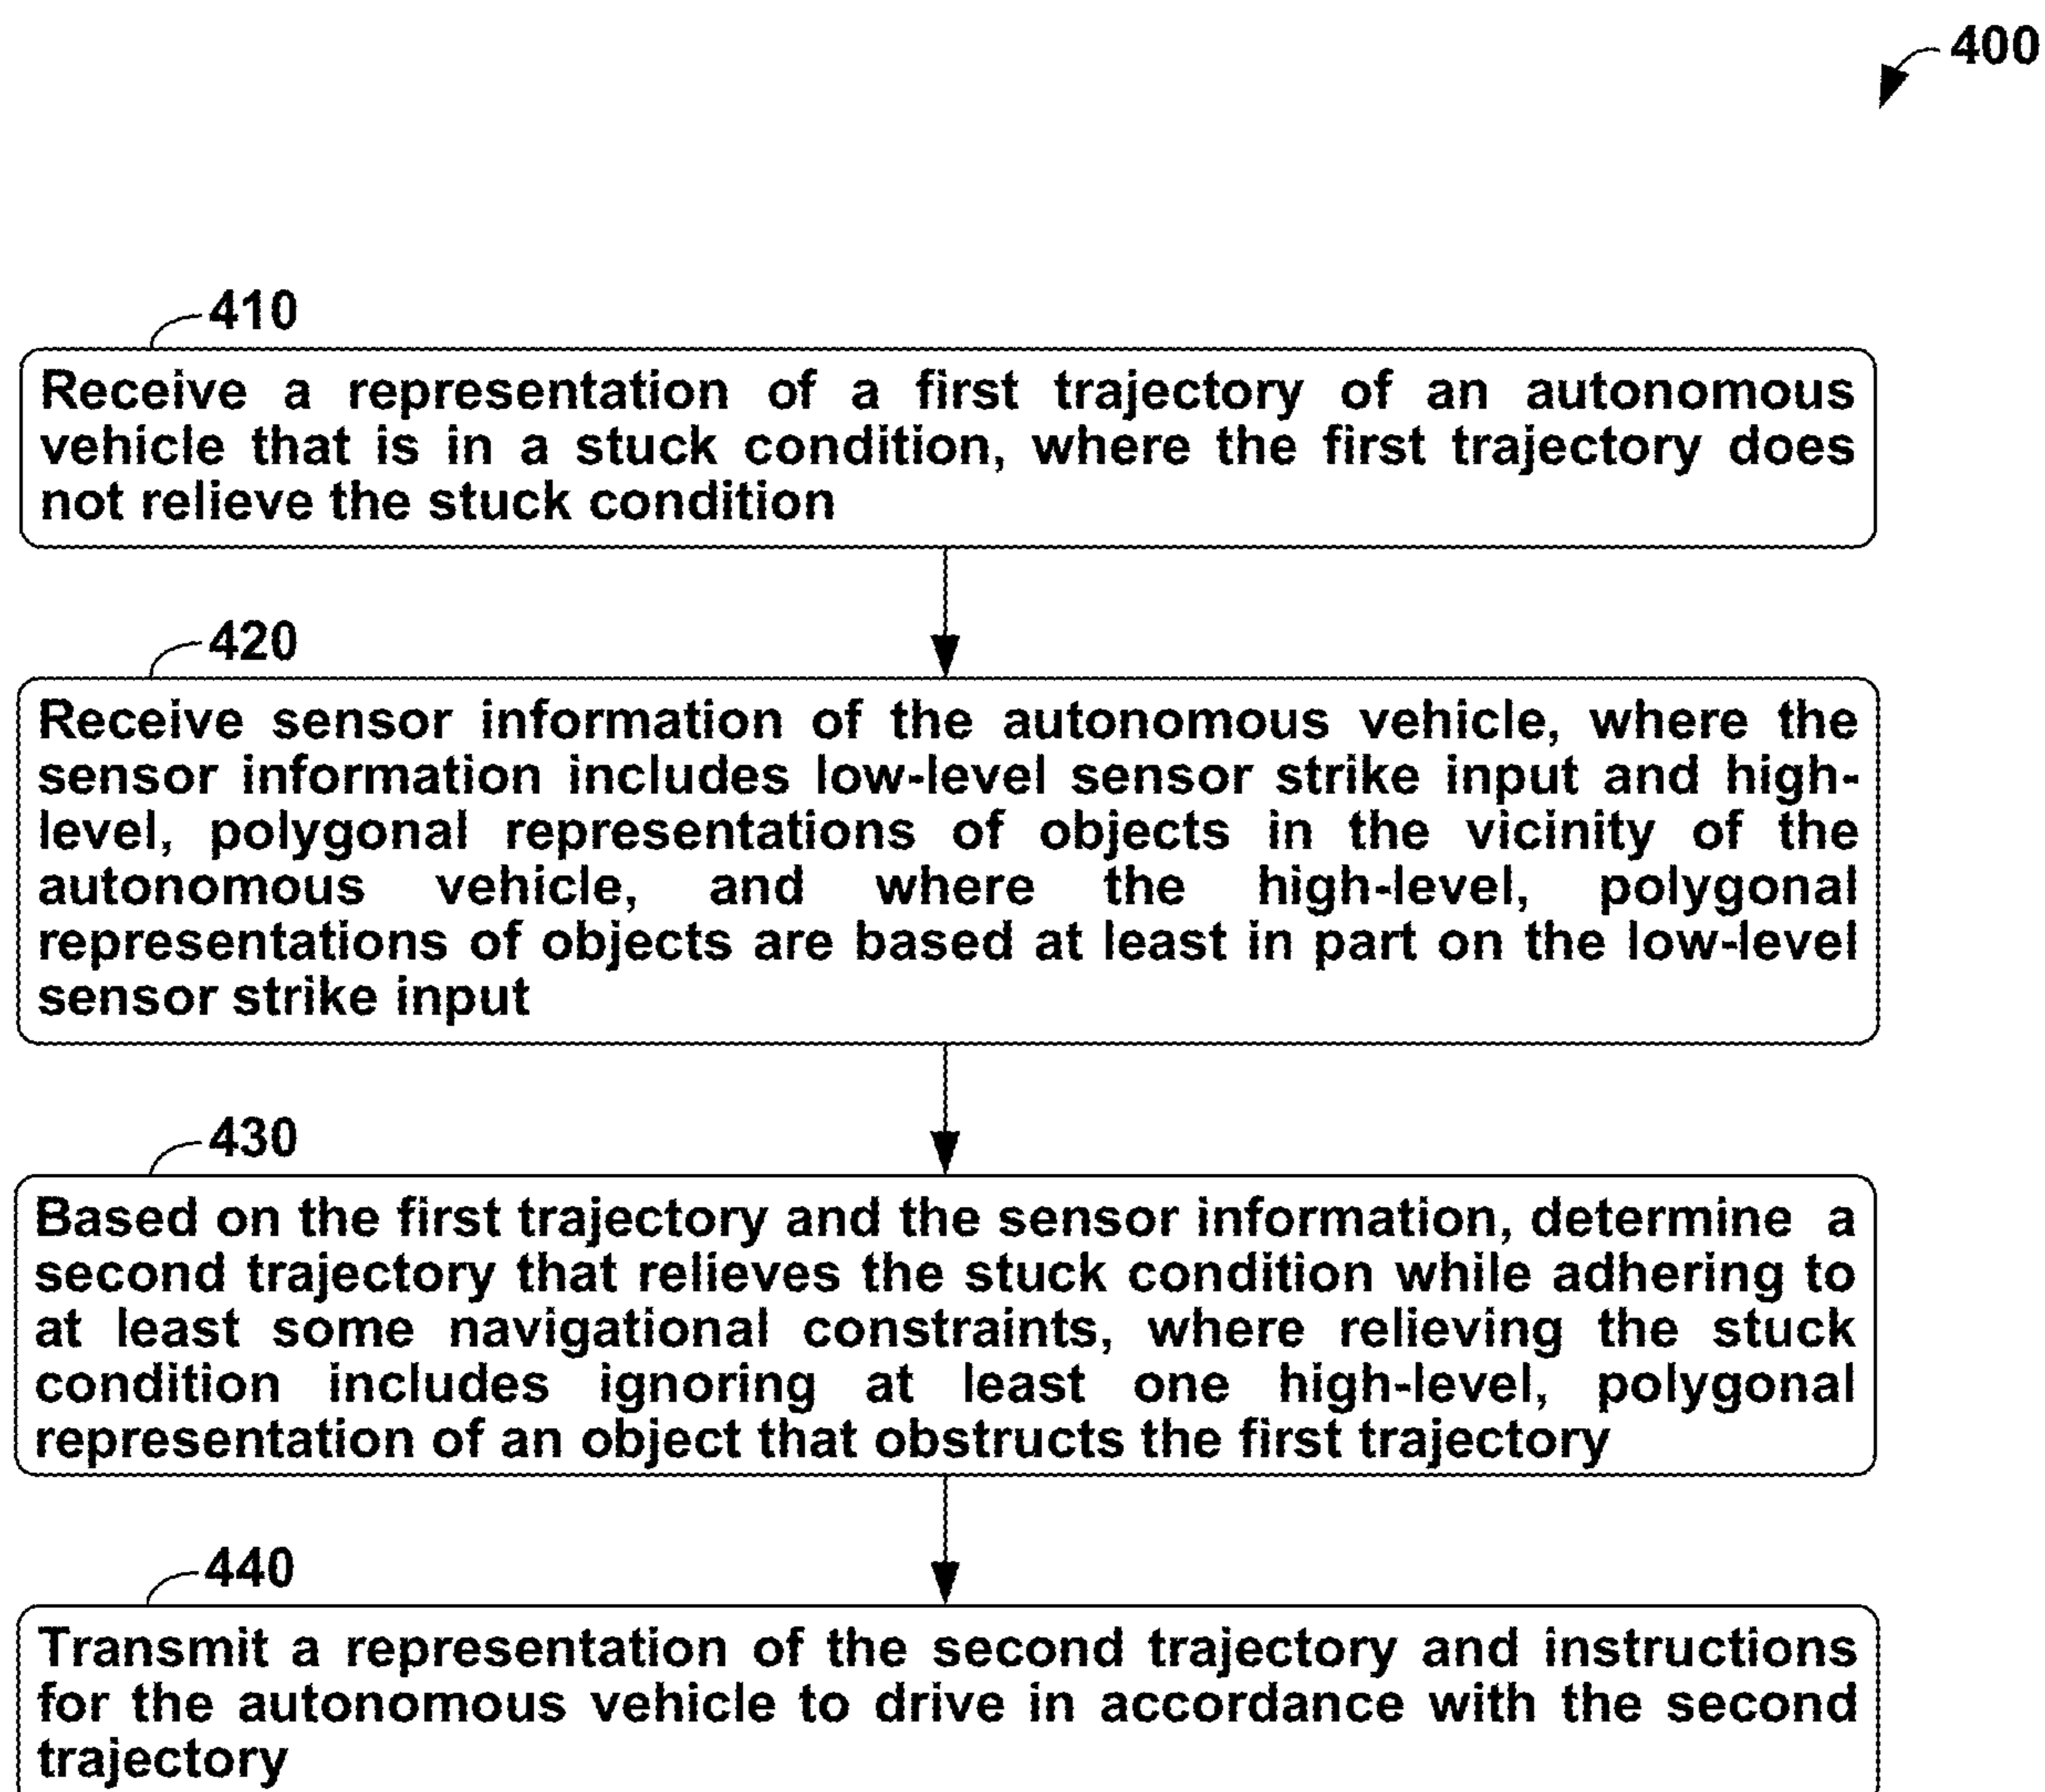 400
410
Receive a representation of a first trajectory of an autonomous
vehicle that is in a stuck condition, where the first trajectory does
not relieve the stuck condition
420
Receive sensor information of the autonomous vehicle, where the
sensor information includes low-level sensor strike input and high-
level, polygonal representations of objects in the vicinity of the
autonomous vehicle, and where the high-level, polygonal
representations of objects are based at least in part on the low-level
sensor strike input
430
Based on the first trajectory and the sensor information, determine a
second trajectory that relieves the stuck condition while adhering to
at least some navigational constraints, where relieving the stuck
condition includes ignoring at least one high-level, polygonal
representation of an object that obstructs the first trajectory
440
Transmit a representation of the second trajectory and instructions
for the autonomous vehicle to drive in accordance with the second
trajectory